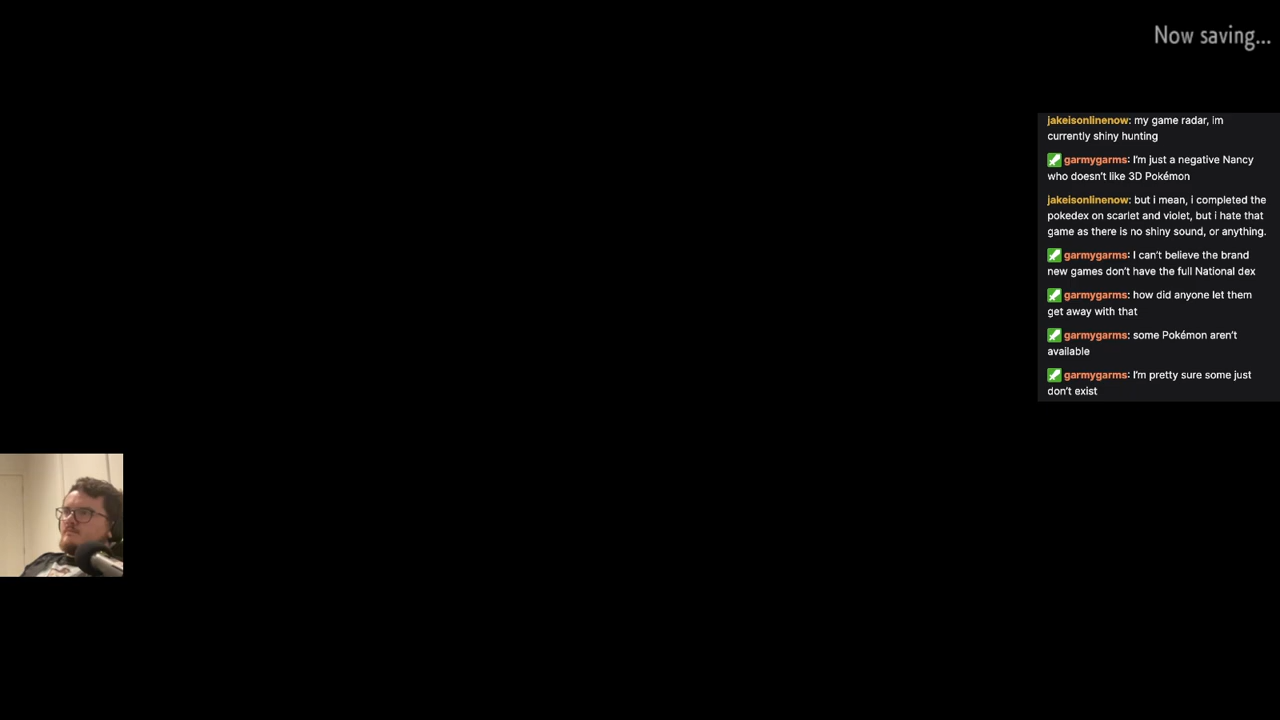 Now saving...
jakeisonlinenow: my game radar, im
currently shiny hunting
garmygarms: I'm just a negative Nancy
who doesn't like 3D Pokémon
jakeisonlinenow: but i mean, i completed the
pokedex on scarlet and violet, but i hate that
game as there is no shiny sound, or anything.
garmygarms: I can't believe the brand
new games don't have the full National dex
garmygarms: how did anyone let them
get away with that
garmygarms: some Pokémon aren't
available
garmygarms: I'm pretty sure some just
don't exist